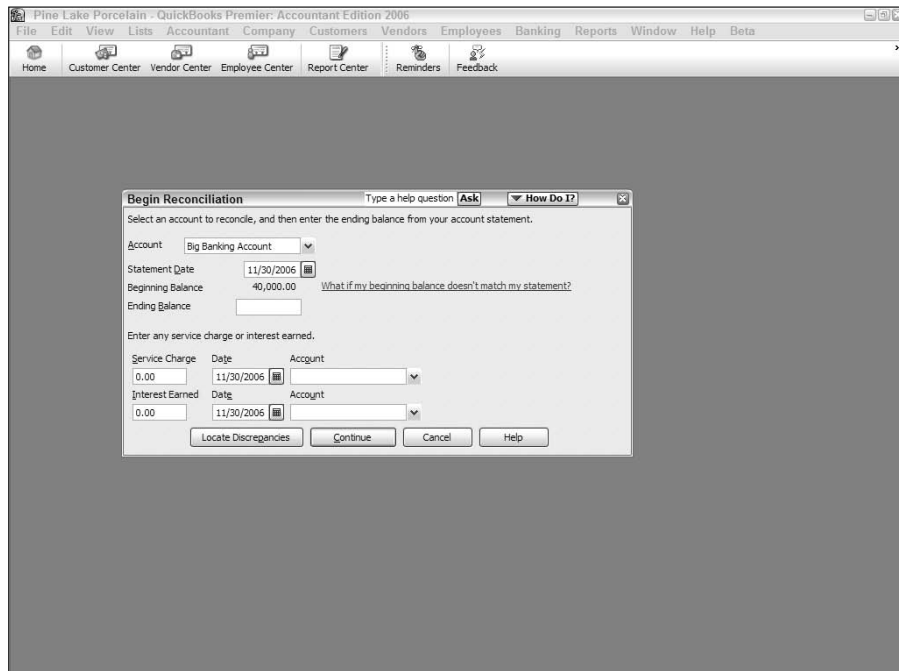 Pine Lake Porcelain - QuickBooks Premier: Accountant Edition 2006
File Edit View Lists Accountant Company Customers Vendors Employees Banking Reports Window Help Beta
Home Customer Center Vendor Center Employee Center Report Center Reminders Feedback
Begin Reconciliation Type a help question Ask How Do I?
Select an account to reconcile, and then enter the ending balance from your account statement.
Account Big Banking Account
Statement Date 11/30/2006
Beginning Balance 40,000.00 What if my beginning balance doesn't match my statement?
Ending Balance
Enter any service charge or interest earned.
Service Charge Date Account
0.00 11/30/2006
Interest Earned Date Account
0.00 11/30/2006
Locate Discrepancies Continue Cancel Help